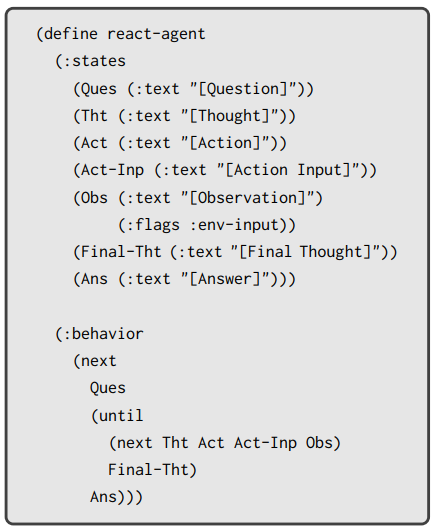 (define react-agent
(:states
(Ques (:text "[Question]"))
(Tht (:text "[Thought]"))
(Act (:text "[Action]"))
(Act-Inp (:text "[Action Input]"))
(Obs (:text "[Observation]")
(:flags :env-input))
(Final-Tht (:text "[Final Thought]"))
(Ans (:text "[Answer]")))
(:behavior
(next
Ques
(until
(next Tht Act Act-Inp Obs)
Final-Tht)
Ans)))